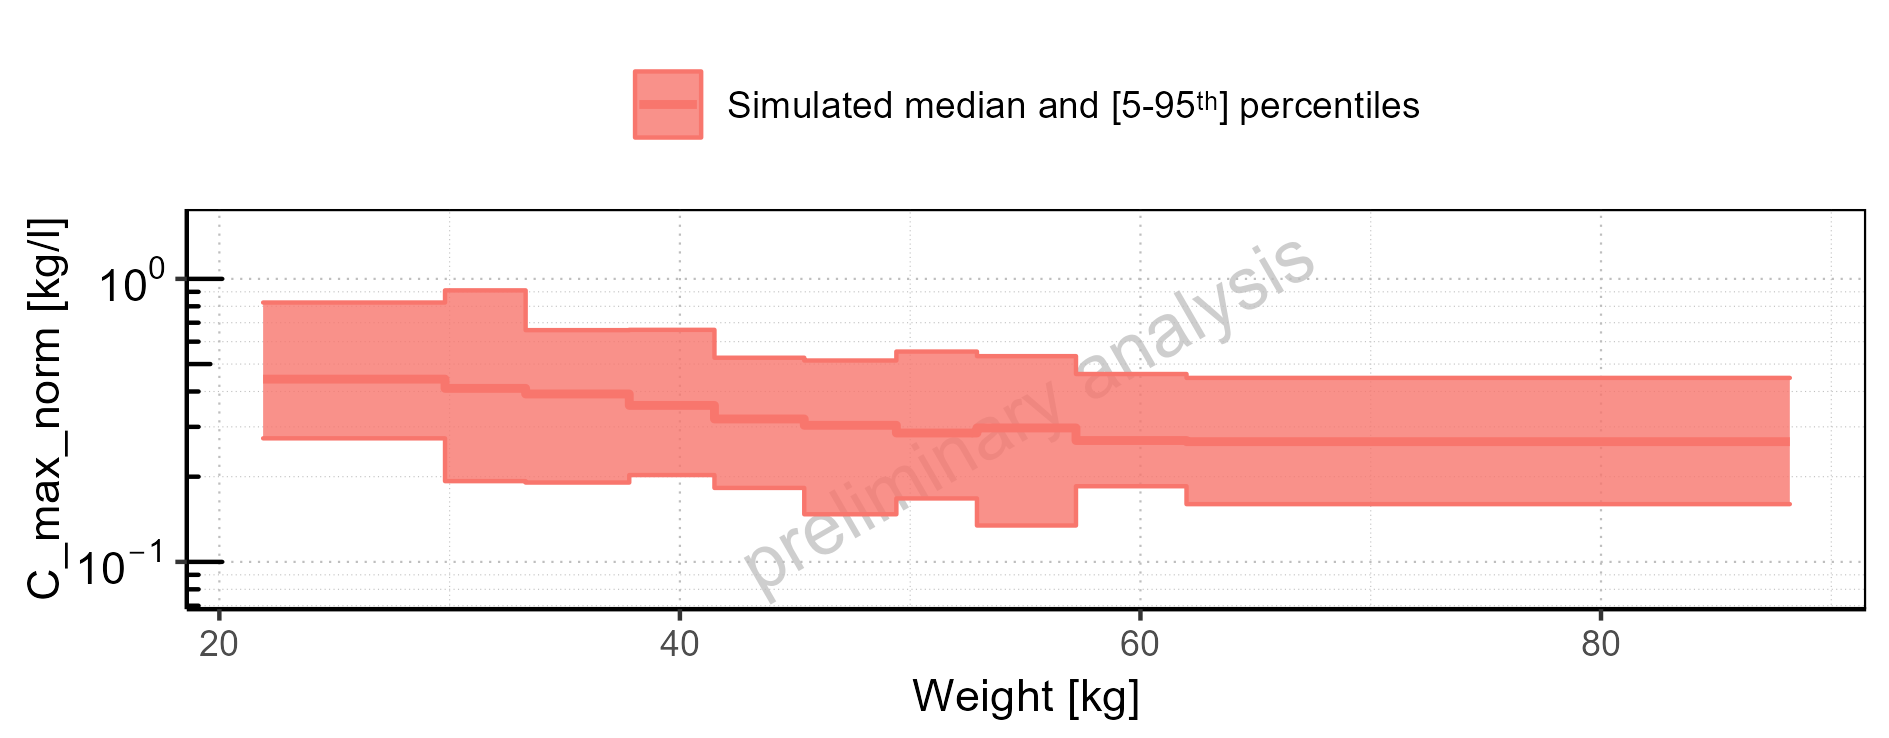 Simulated median and [5-95th] percentiles
C_max_norm [kg/l]
10^0
10^−1
preliminary analysis
20 40 60 80
Weight [kg]